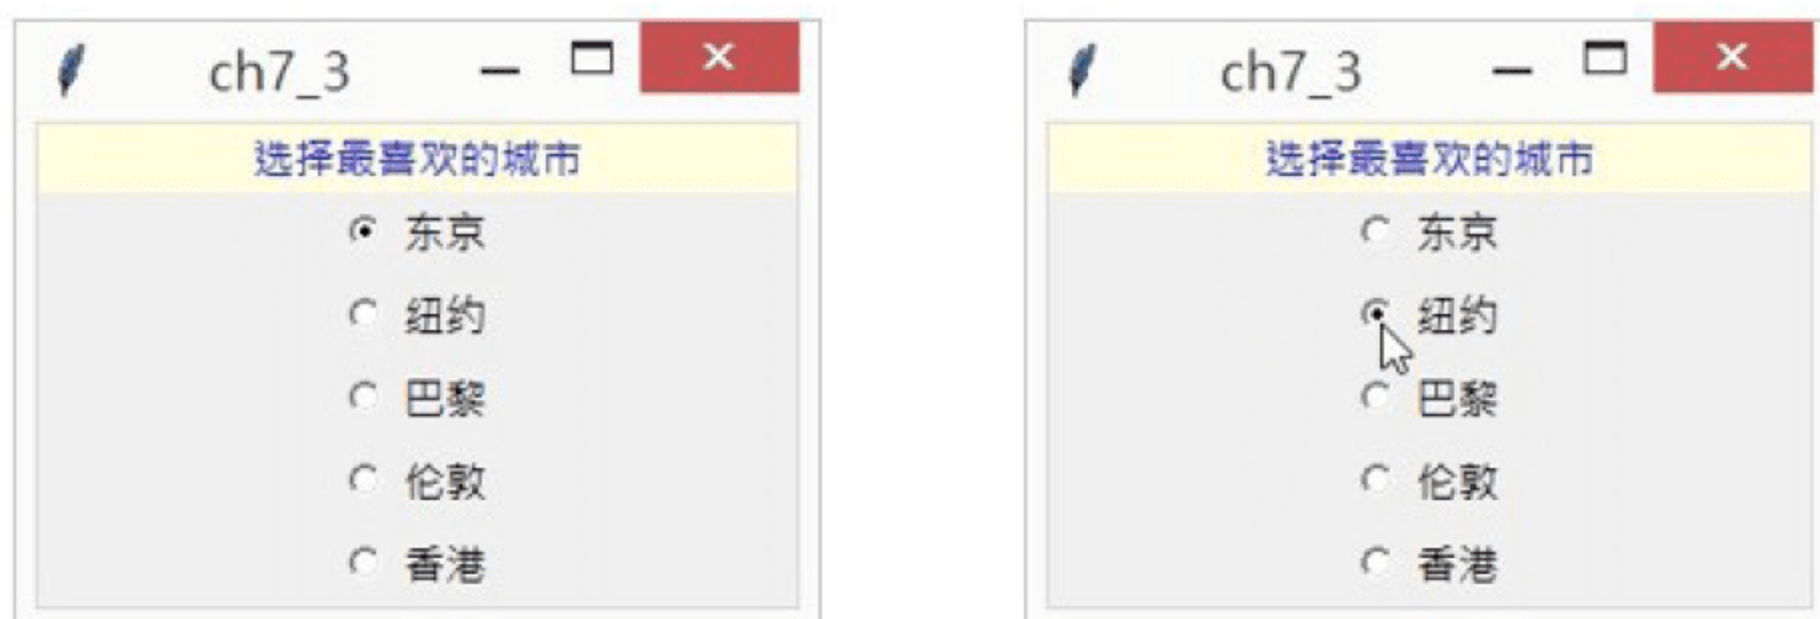 ch7_3
选择最喜欢的城市
东京
纽约
巴黎
伦敦
香港
ch7_3
选择最喜欢的城市
东京
纽约
巴黎
伦敦
香港